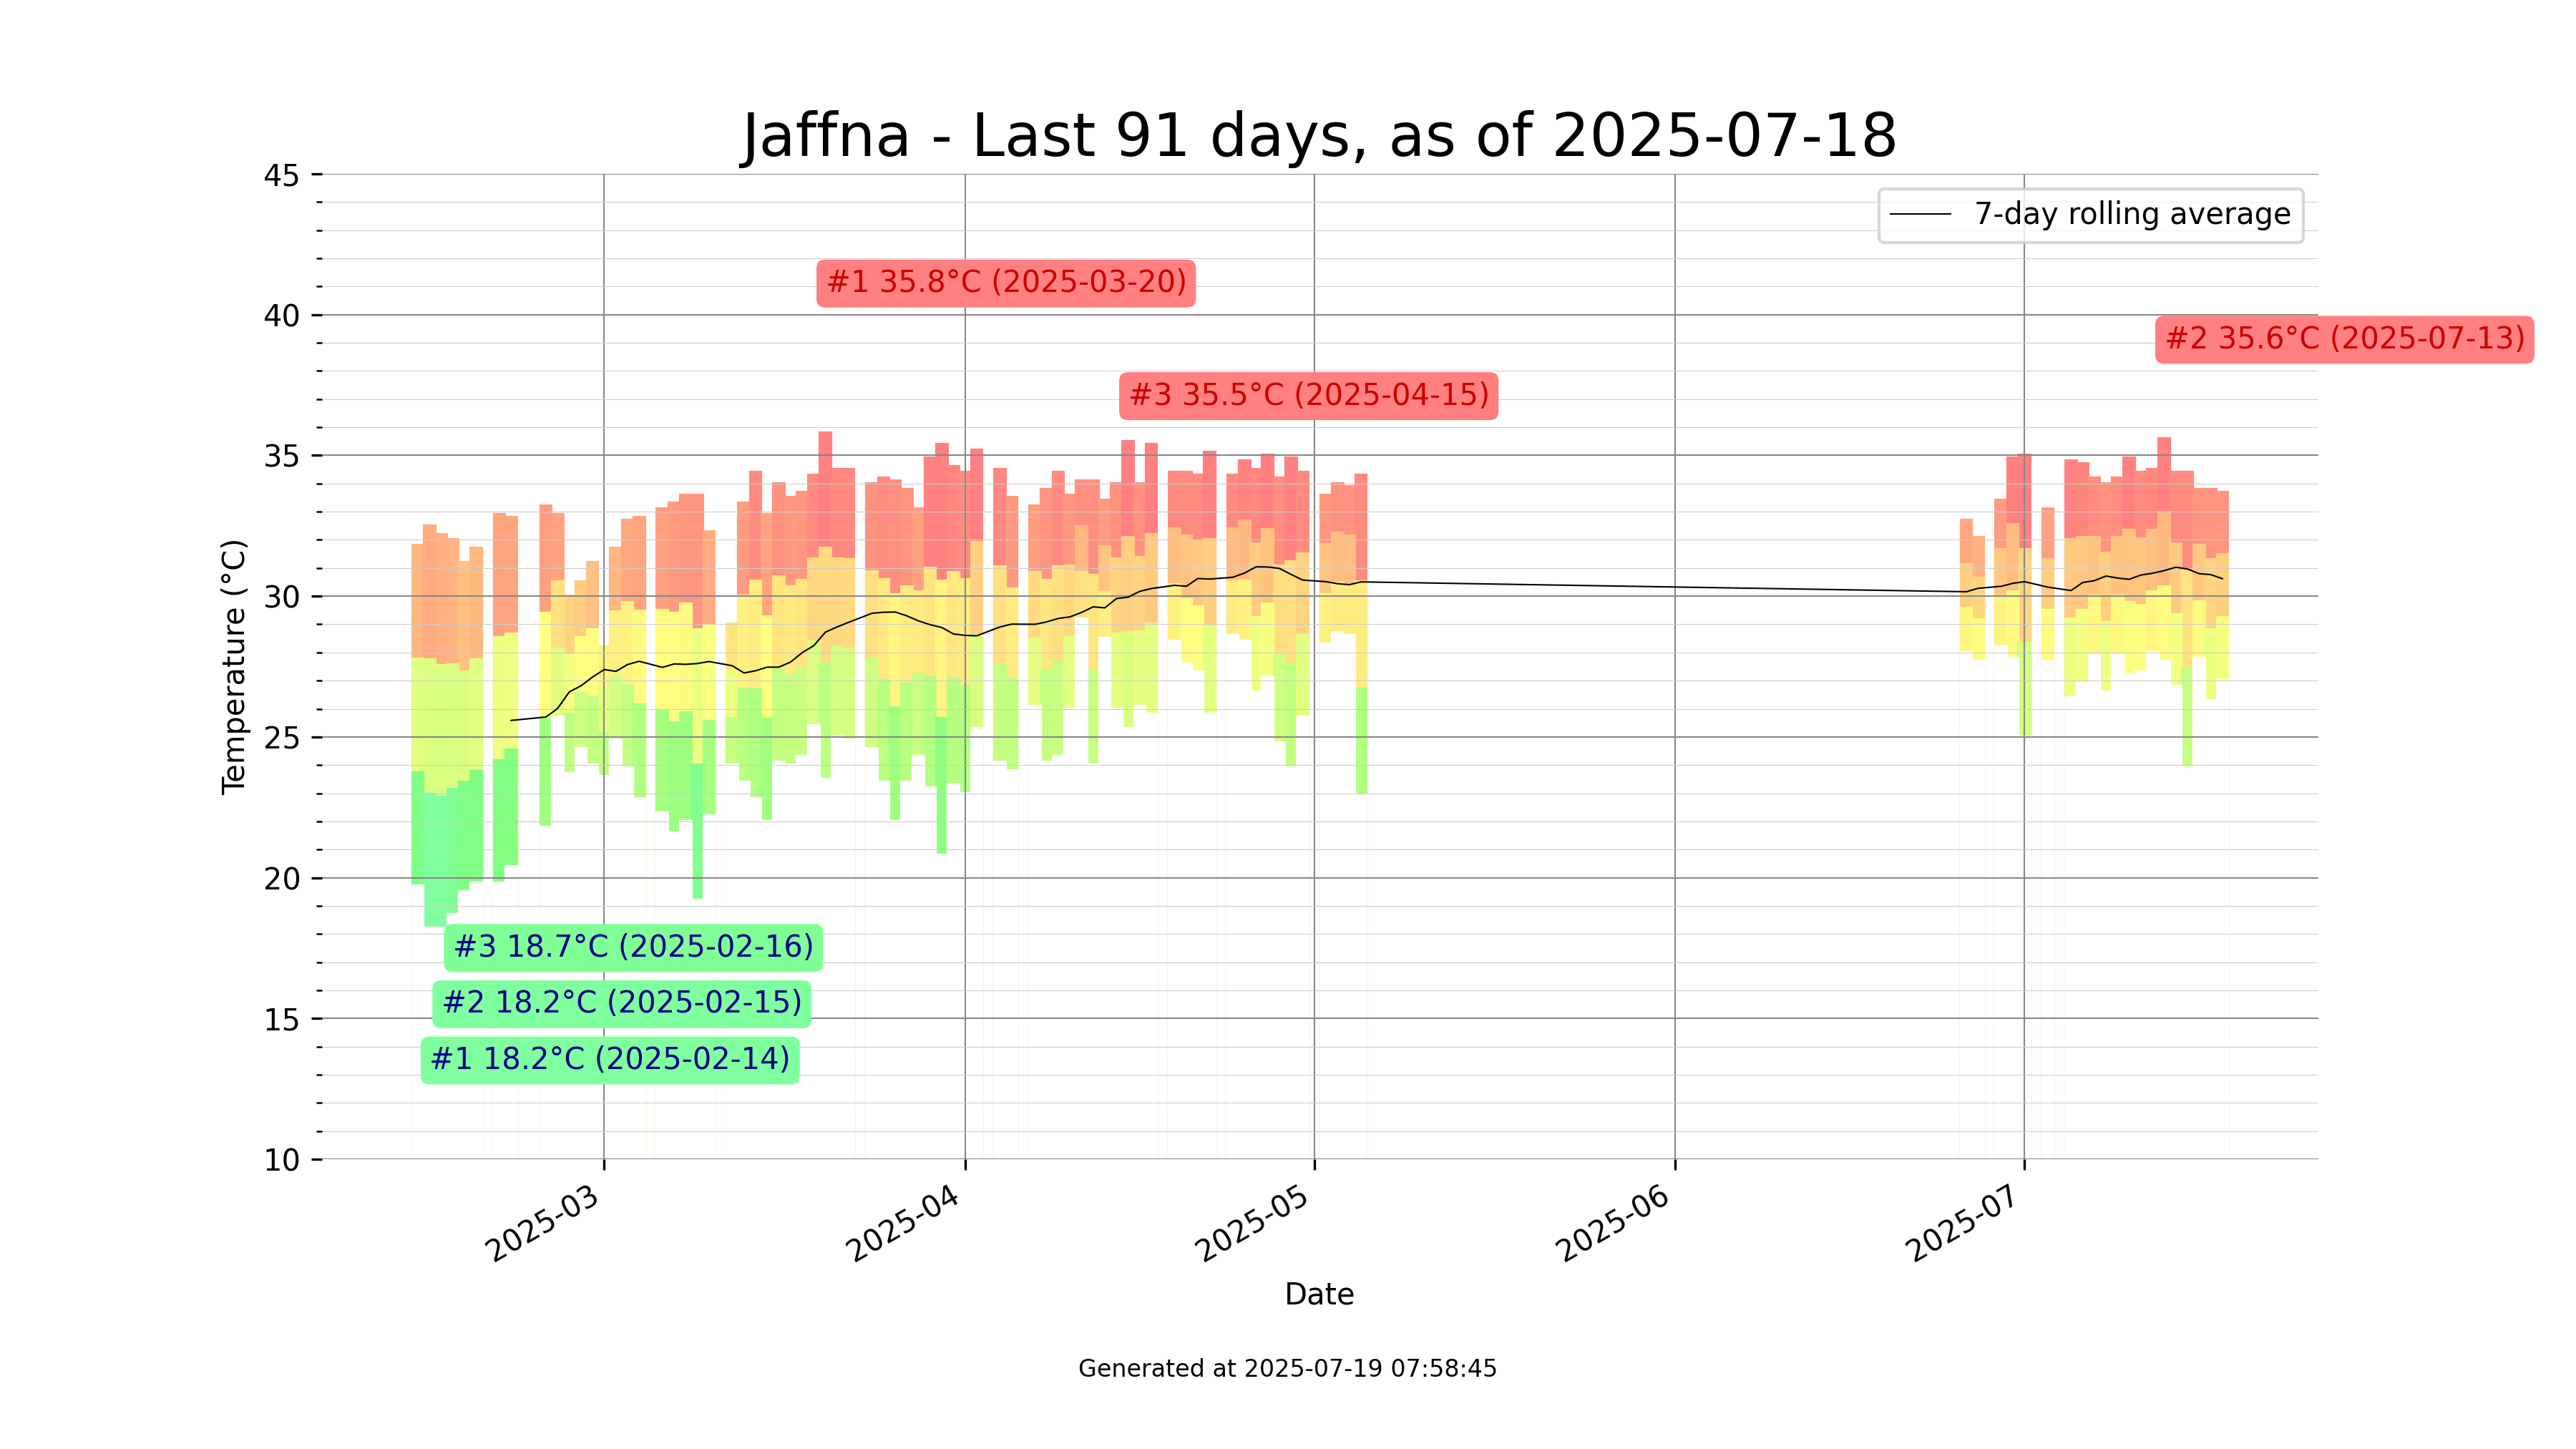 Jaffna - Last 91 days, as of 2025-07-18
7-day rolling average
#1 35.8°C (2025-03-20)
#2 35.6°C (2025-07-13)
#3 35.5°C (2025-04-15)
#3 18.7°C (2025-02-16)
#2 18.2°C (2025-02-15)
#1 18.2°C (2025-02-14)
Temperature (°C)
45
40
35
30
25
20
15
10
2025-03
2025-04
2025-05
2025-06
2025-07
Date
Generated at 2025-07-19 07:58:45